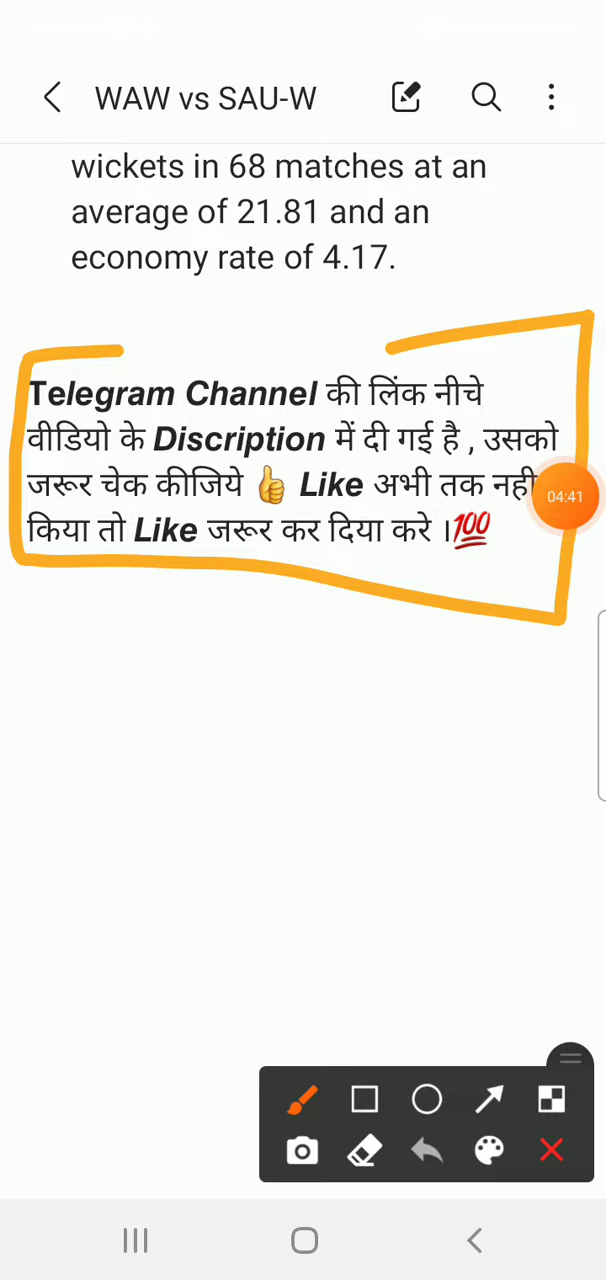 WAW vs SAU-W
wickets in 68 matches at an
average of 21.81 and an
economy rate of 4.17.
Telegram Channel की लिंक नीचे
वीडियो के Discription में दी गई है , उसको
जरूर चेक कीजिये 👍 Like अभी तक नही
04:41
किया तो Like जरूर कर दिया करे ।💯